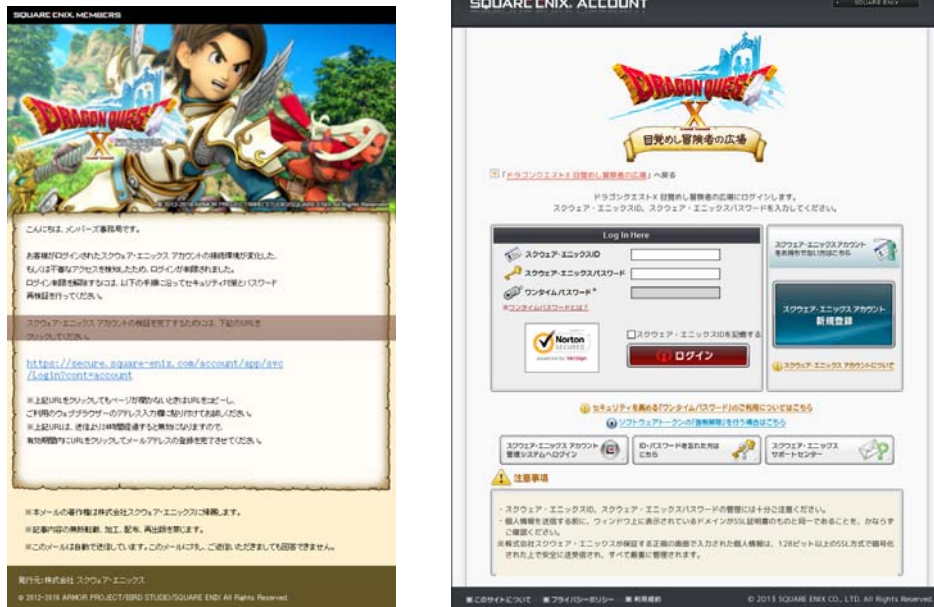 SQUARE ENIX. MEMBERS
DRAGON QUEST
X
© 2012-2016 ARMOR PROJECT/BIRD STUDIO/SQUARE ENIX All Rights Reserved.
こんにちは、メンバーズ事務局です。
お客様がログインされたスクウェア・エニックス アカウントの接続環境が変化した、
もしくは不審なアクセスを検知したため、ログインが制限されました。
ログイン制限を解除するには、以下の手順に沿ってセキュリティ対策とパスワード
再検証を行ってください。
スクウェア・エニックス アカウントの検証を完了するためには、下記のURLを
クリックしてください。
https://secure.square-enix.com/account/app/svc
/Login?cont=account
※上記URLをクリックしてもページが開かないときはURLをコピーし、
ご利用のウェブブラウザーのアドレス入力欄に貼り付けてお試しください。
※上記URLは、送信より24時間経過すると無効になりますので、
有効期間内にURLをクリックしてメールアドレスの登録を完了させてください。
※本メールの著作権は株式会社スクウェア・エニックスに帰属します。
※記事内容の無断転載、加工、配布、再出版を禁じます。
※このメールは自動で送信しています。このメールに対し、ご返信いただきましても回答できません。
発行元:株式会社 スクウェア・エニックス
© 2012-2016 ARMOR PROJECT/BIRD STUDIO/SQUARE ENIX All Rights Reserved.
SQUARE ENIX. ACCOUNT
SQUARE ENIX
DRAGON QUEST
X
目覚めし冒険者の広場
「ドラゴンクエストX 目覚めし冒険者の広場」へ戻る
ドラゴンクエストX 目覚めし冒険者の広場にログインします。
スクウェア・エニックスID、スクウェア・エニックスパスワードを入力してください。
Log In Here
スクウェア・エニックスID
スクウェア・エニックスパスワード
ワンタイムパスワード*
※ワンタイムパスワードとは?
Norton
SECURED
powered by VeriSign
スクウェア・エニックスIDを記憶する
ログイン
スクウェア・エニックスアカウント
をお持ちでない方はこちら
スクウェア・エニックス アカウント
新規登録
スクウェア・エニックス アカウントについて
セキュリティを高める「ワンタイムパスワード」のご利用についてはこちら
ソフトウェアトークンの「強制解除」を行う場合はこちら
スクウェア・エニックス アカウント
管理システムへログイン
ID・パスワードを忘れた方は
こちら
スクウェア・エニックス
サポートセンター
注意事項
・スクウェア・エニックスID、スクウェア・エニックスパスワードの管理には十分ご注意ください。
・個人情報を送信する前に、ウィンドウ上に表示されているドメインがSSL証明書のものと同一であることを、かならず
ご確認ください。
※株式会社スクウェア・エニックスが保証する正規の画面で入力された個人情報は、128ビット以上のSSL方式で暗号化
された上で安全に送受信され、すべて厳重に管理されます。
このサイトについて
プライバシーポリシー
利用規約
© 2013 SQUARE ENIX CO., LTD. All Rights Reserved.